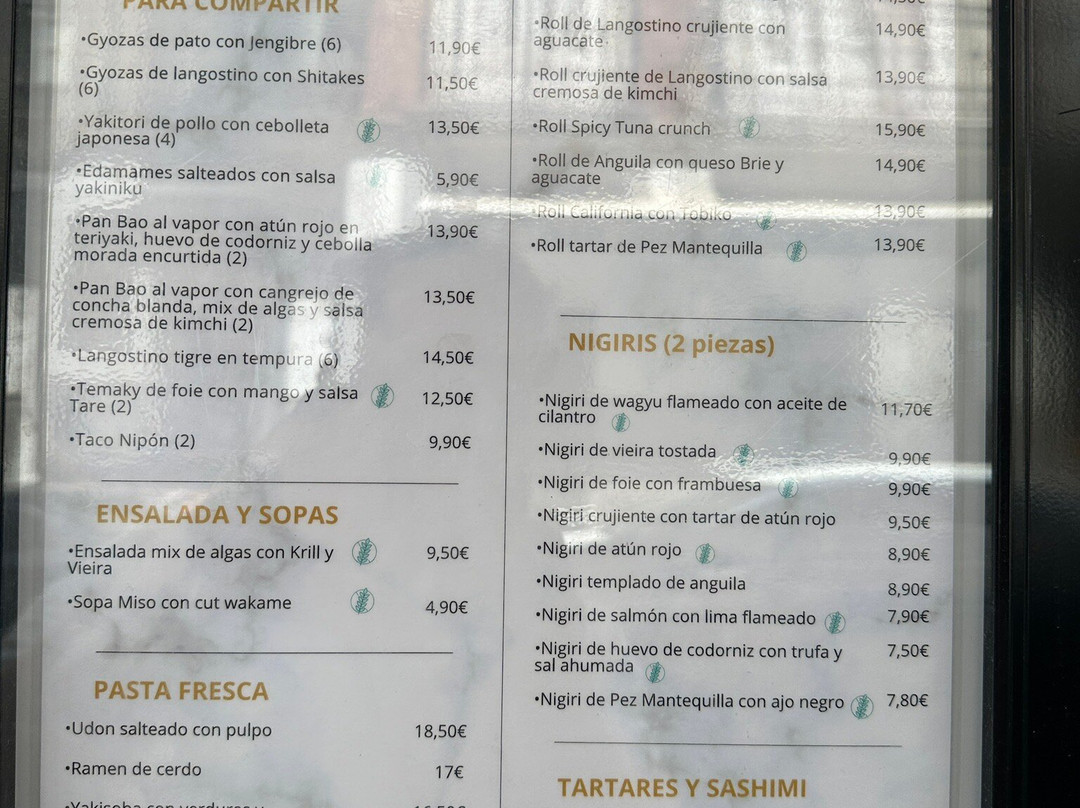 PARA COMPARTIR
•Gyozas de pato con Jengibre (6) 11,90€
•Gyozas de langostino con Shitakes
(6) 11,50€
•Yakitori de pollo con cebolleta
japonesa (4) 13,50€
•Edamames salteados con salsa
yakiniku 5,90€
•Pan Bao al vapor con atún rojo en
teriyaki, huevo de codorniz y cebolla
morada encurtida (2) 13,90€
•Pan Bao al vapor con cangrejo de
concha blanda, mix de algas y salsa
cremosa de kimchi (2) 13,50€
•Langostino tigre en tempura (6) 14,50€
•Temaky de foie con mango y salsa
Tare (2) 12,50€
•Taco Nipón (2) 9,90€
ENSALADA Y SOPAS
•Ensalada mix de algas con Krill y
Vieira 9,50€
•Sopa Miso con cut wakame 4,90€
PASTA FRESCA
•Udon salteado con pulpo 18,50€
•Ramen de cerdo 17€
•Yakisoba con verduras y
•Roll de Langostino crujiente con
aguacate 14,90€
•Roll crujiente de Langostino con salsa
cremosa de kimchi 13,90€
•Roll Spicy Tuna crunch 15,90€
•Roll de Anguila con queso Brie y
aguacate 14,90€
•Roll California con Tobiko 13,90€
•Roll tartar de Pez Mantequilla 13,90€
NIGIRIS (2 piezas)
•Nigiri de wagyu flameado con aceite de
cilantro 11,70€
•Nigiri de vieira tostada 9,90€
•Nigiri de foie con frambuesa 9,90€
•Nigiri crujiente con tartar de atún rojo 9,50€
•Nigiri de atún rojo 8,90€
•Nigiri templado de anguila 8,90€
•Nigiri de salmón con lima flameado 7,90€
•Nigiri de huevo de codorniz con trufa y
sal ahumada 7,50€
•Nigiri de Pez Mantequilla con ajo negro 7,80€
TARTARES Y SASHIMI